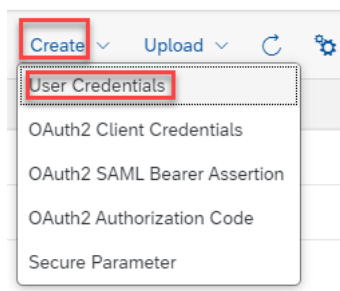 Create Upload
User Credentials
OAuth2 Client Credentials
OAuth2 SAML Bearer Assertion
OAuth2 Authorization Code
Secure Parameter